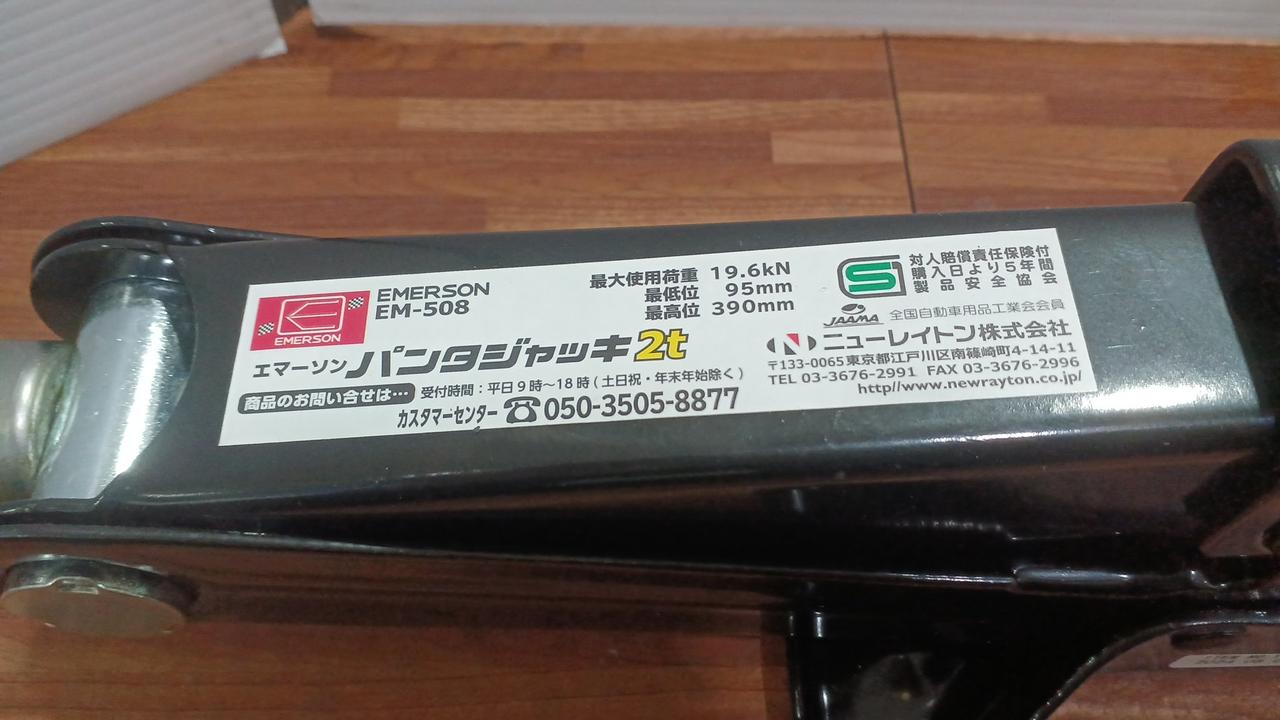 EMERSON
EMERSON
EM-508
最大使用荷重 19.6kN
最低位 95mm
最高位 390mm
エマーソン パンタジャッキ 2t
商品のお問い合せは… 受付時間：平日9時～18時(土日祝・年末年始除く)
カスタマーセンター ☎050-3505-8877
S
対人賠償責任保険付
購入日より5年間
製品安全協会
JAAMA 全国自動車用品工業会会員
N ニューレイトン株式会社
〒133-0065東京都江戸川区南篠崎町4-14-11
TEL 03-3676-2991 FAX 03-3676-2996
http//www.newrayton.co.jp/